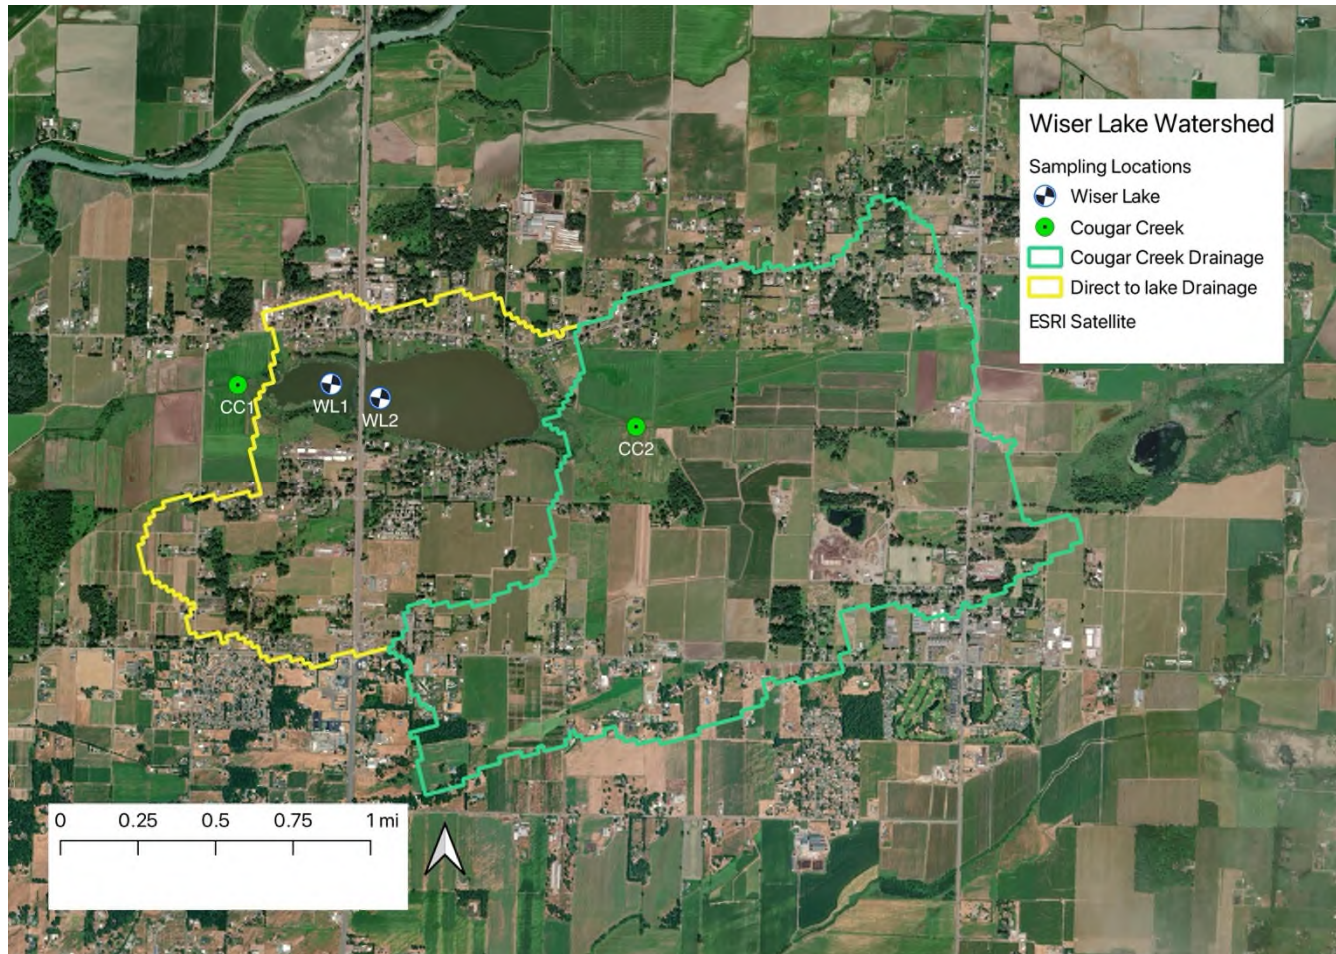 Wiser Lake Watershed
Sampling Locations
Wiser Lake
Cougar Creek
Cougar Creek Drainage
Direct to lake Drainage
ESRI Satellite
CC1
WL1
WL2
CC2
0 0.25 0.5 0.75 1 mi